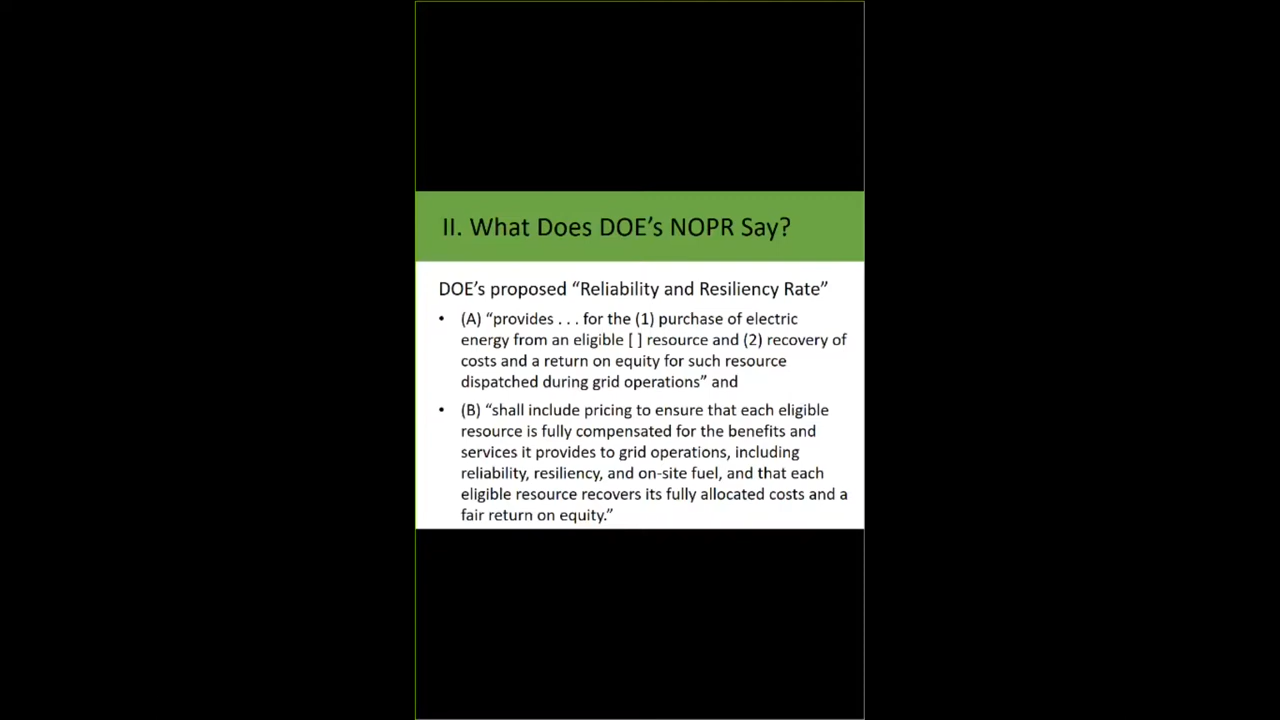 II. What Does DOE’s NOPR Say?
DOE’s proposed “Reliability and Resiliency Rate”
• (A) “provides . . . for the (1) purchase of electric
energy from an eligible [ ] resource and (2) recovery of
costs and a return on equity for such resource
dispatched during grid operations” and
• (B) “shall include pricing to ensure that each eligible
resource is fully compensated for the benefits and
services it provides to grid operations, including
reliability, resiliency, and on-site fuel, and that each
eligible resource recovers its fully allocated costs and a
fair return on equity.”